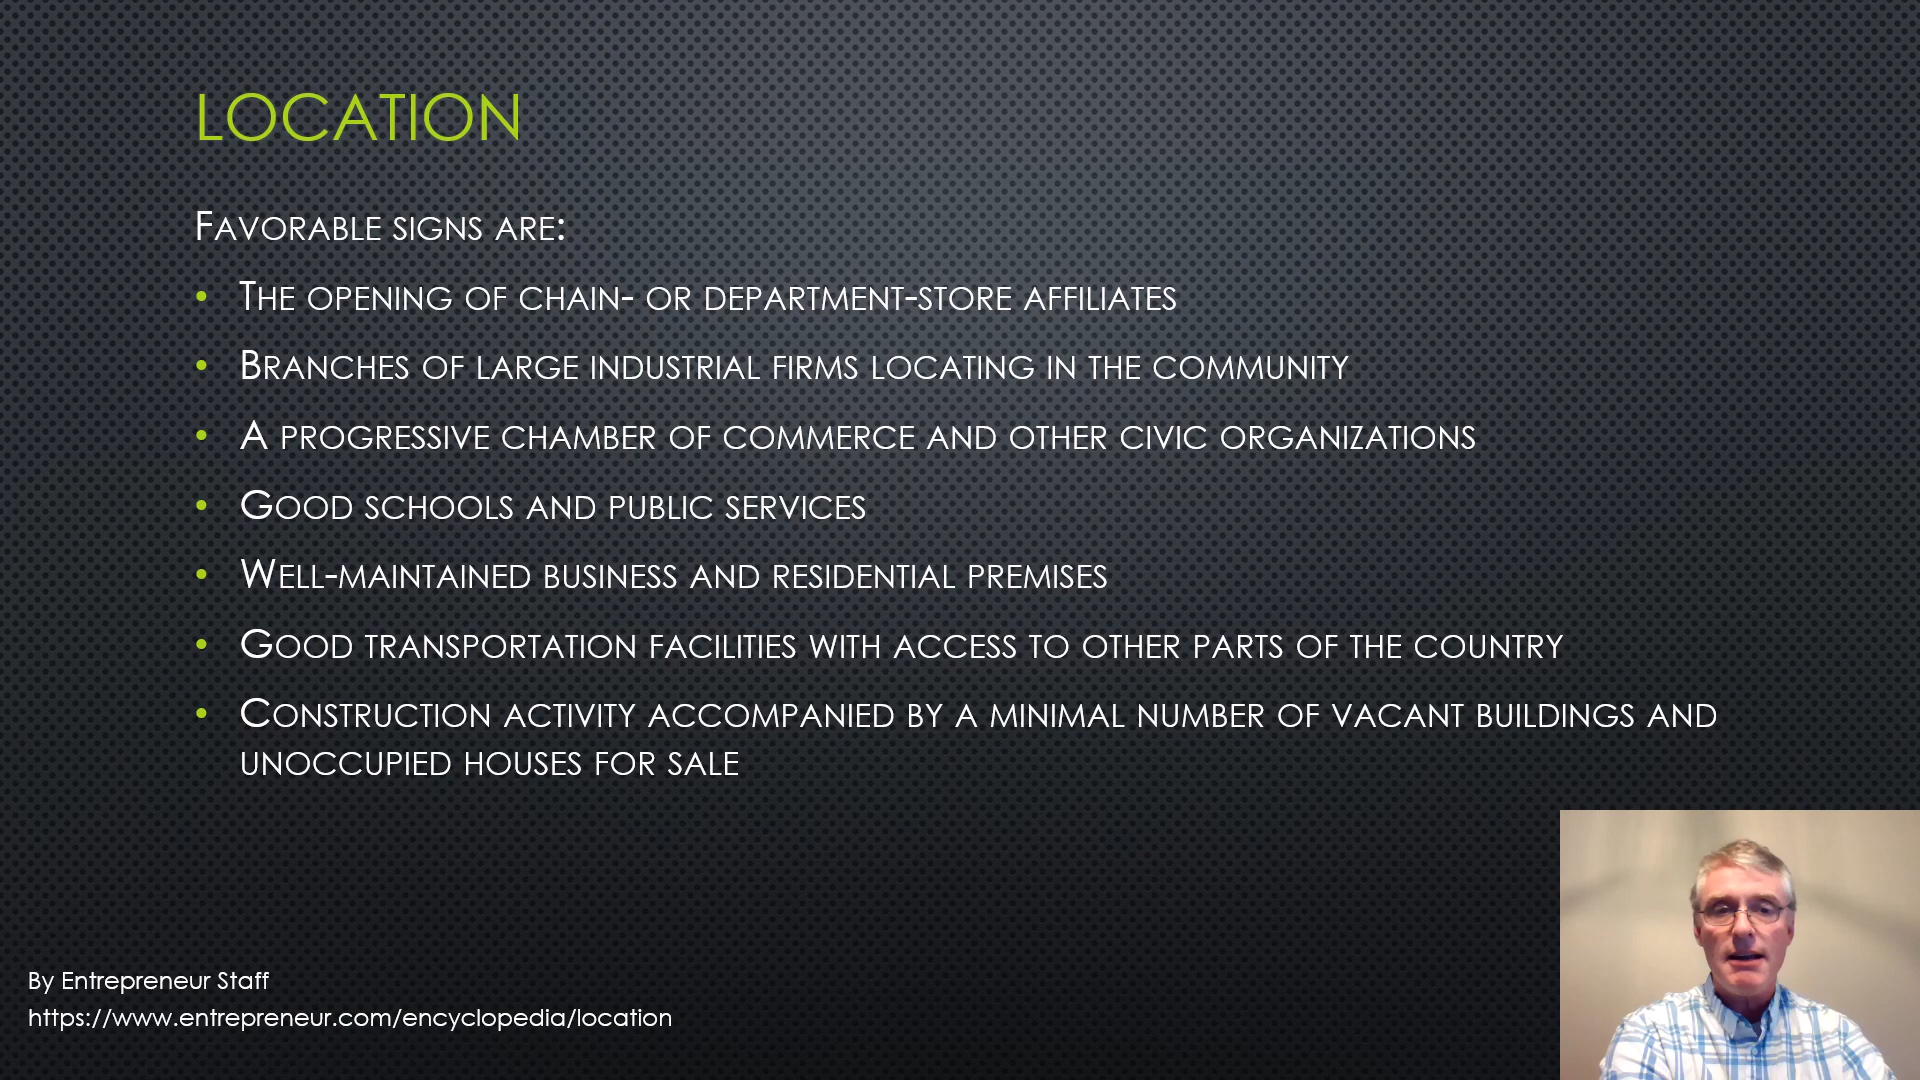 LOCATION
Favorable signs are:
• The opening of chain- or department-store affiliates
• Branches of large industrial firms locating in the community
• A progressive chamber of commerce and other civic organizations
• Good schools and public services
• Well-maintained business and residential premises
• Good transportation facilities with access to other parts of the country
• Construction activity accompanied by a minimal number of vacant buildings and
unoccupied houses for sale
By Entrepreneur Staff
https://www.entrepreneur.com/encyclopedia/location